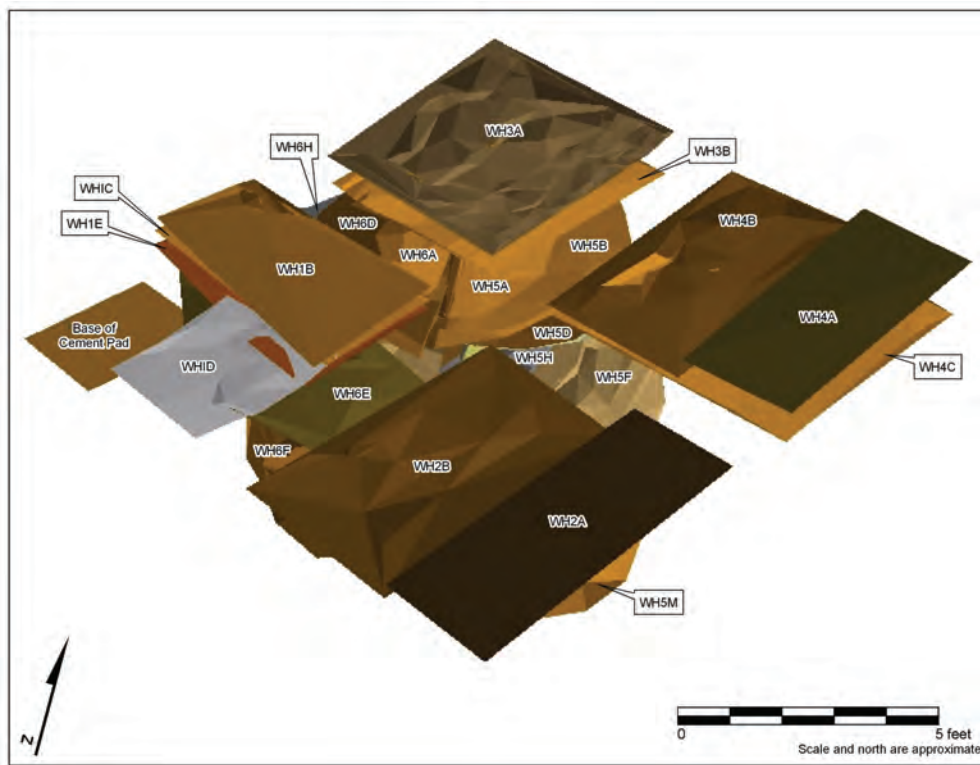 WH3A
WH6H
WH3B
WHIC
WH6D
WH4B
WH1E
WH5B
WH6A
WH1B
WH5A
WH4A
Base of
Cement Pad
WH5D
WH5H
WHID
WH5F
WH4C
WH6E
WH6F
WH2B
WH2A
WH5M
N
0
5 feet
Scale and north are approximate